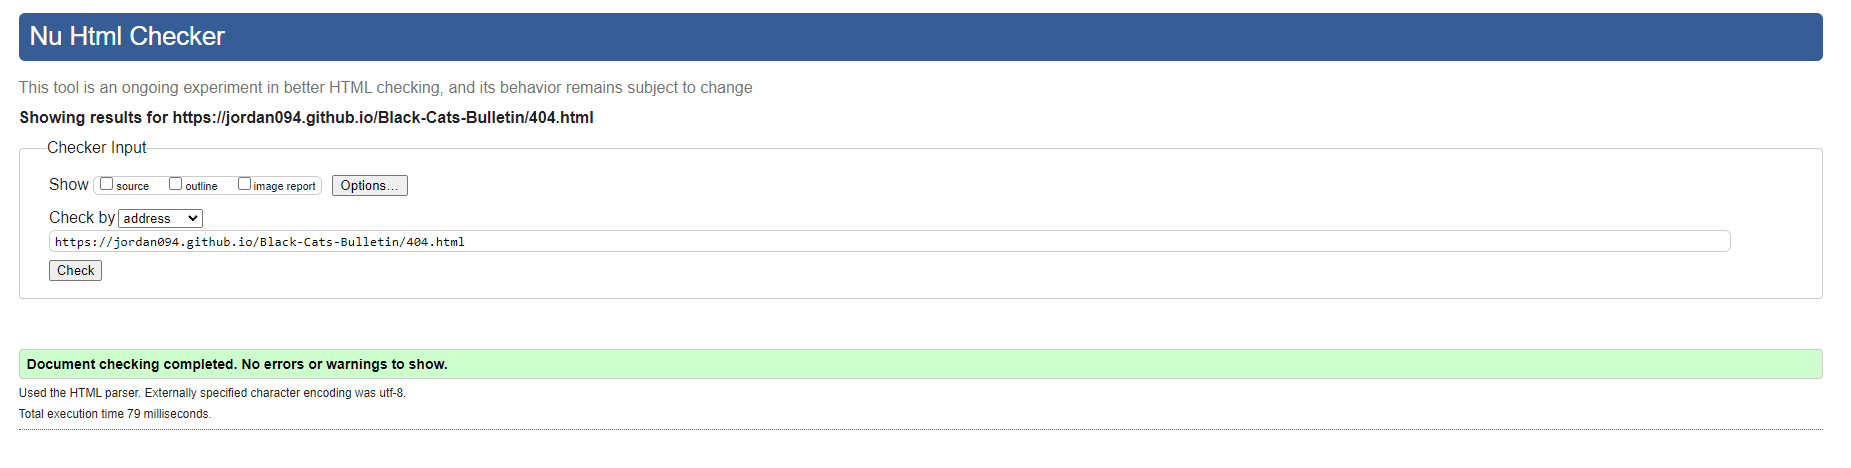 Nu Html Checker
This tool is an ongoing experiment in better HTML checking, and its behavior remains subject to change
Showing results for https://jordan094.github.io/Black-Cats-Bulletin/404.html
Checker Input
Show source outline image report Options...
Check by address
https://jordan094.github.io/Black-Cats-Bulletin/404.html
Check
Document checking completed. No errors or warnings to show.
Used the HTML parser. Externally specified character encoding was utf-8.
Total execution time 79 milliseconds.